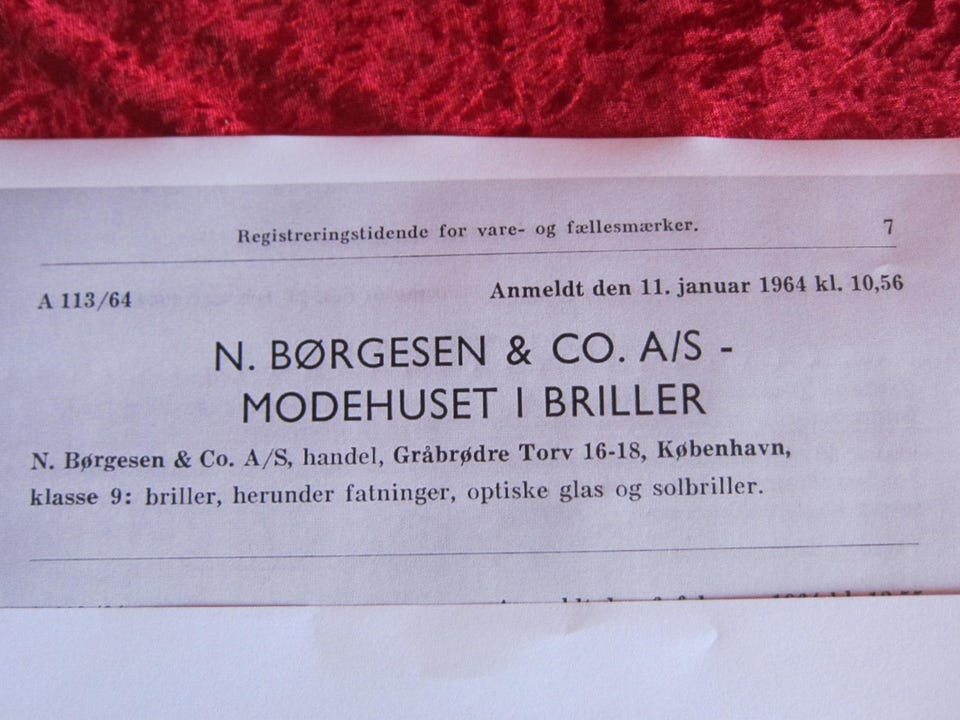 Registreringstidende for vare- og fællesmærker. 7
A 113/64 Anmeldt den 11. januar 1964 kl. 10,56
N. BØRGESEN & CO. A/S -
MODEHUSET I BRILLER
N. Børgesen & Co. A/S, handel, Gråbrødre Torv 16-18, København,
klasse 9: briller, herunder fatninger, optiske glas og solbriller.